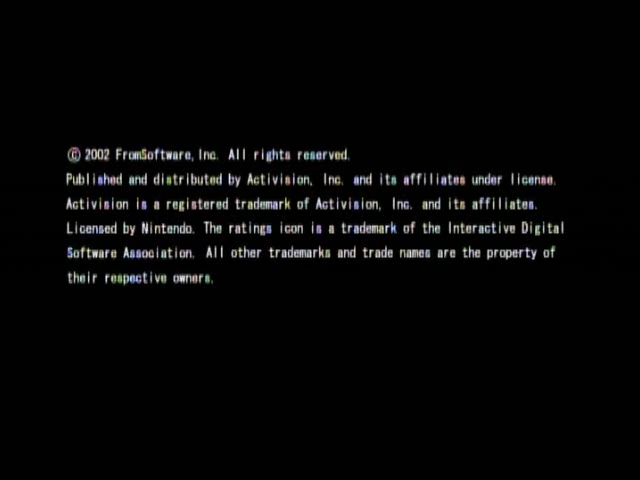 © 2002 FromSoftware, Inc. All rights reserved.
Published and distributed by Activision, Inc. and its affiliates under license.
Activision is a registered trademark of Activision, Inc. and its affiliates.
Licensed by Nintendo. The ratings icon is a trademark of the Interactive Digital
Software Association. All other trademarks and trade names are the property of
their respective owners.